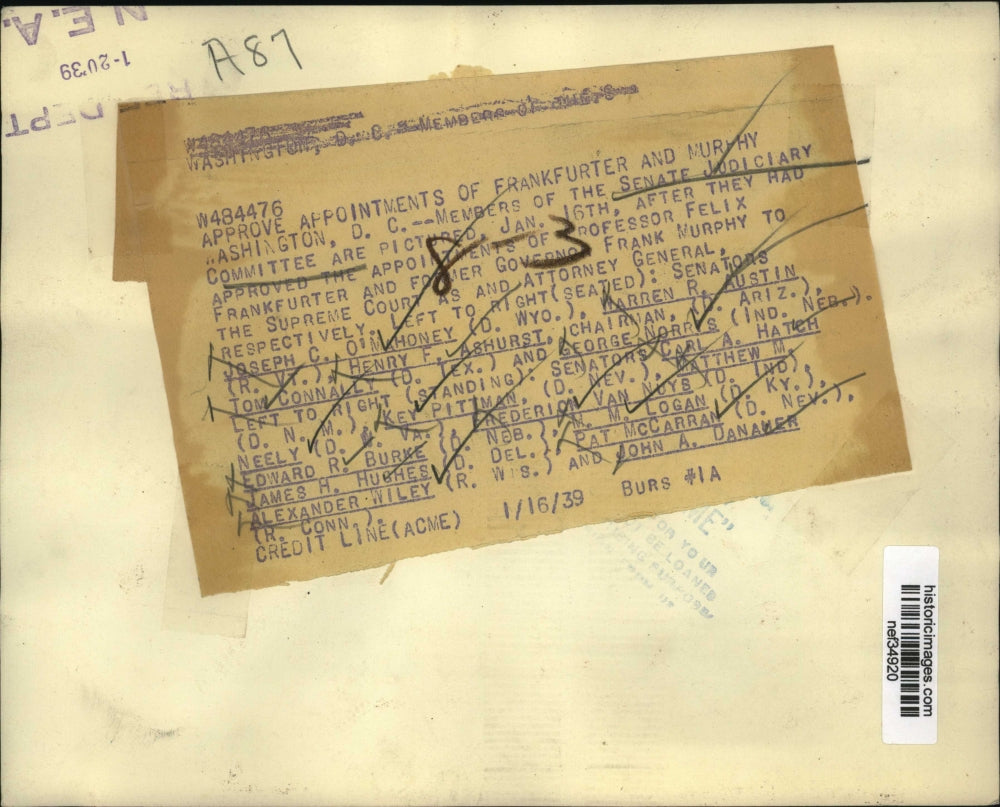 N.E.A.
1-20'39
DEPT
A87
WASHINGTON, D. C. MEMBERS OF THE S
W484476
APPROVE APPOINTMENTS OF FRANKFURTER AND MURPHY
WASHINGTON, D. C.--MEMBERS OF THE SENATE JUDICIARY
COMMITTEE ARE PICTURED, JAN. 16TH, AFTER THEY HAD
APPROVED THE APPOINTMENTS OF PROFESSOR FELIX
FRANKFURTER AND FORMER GOVERNOR FRANK MURPHY TO
THE SUPREME COURT AS AND ATTORNEY GENERAL,
RESPECTIVELY. LEFT TO RIGHT(SEATED): SENATORS
JOSEPH C. O'MAHONEY (D. WYO.), WARREN R. AUSTIN
(R. VT.), HENRY F. ASHURST, CHAIRMAN, (D. ARIZ.),
TOM CONNALLY (D. TEX.) AND GEORGE NORRIS (IND. NEB.).
LEFT TO RIGHT (STANDING), SENATORS CARL A. HATCH
(D. N. M.), KEY PITTMAN, (D. NEV.), MATTHEW M.
NEELY (D. W. VA.), FREDERICK VAN NUYS (D. IND),
EDWARD R. BURKE (D. NEB.), M. M. LOGAN (D. KY.),
JAMES H. HUGHES (D. DEL.), PAT MCCARRAN (D. NEV.),
ALEXANDER WILEY (R. WIS.) AND JOHN A. DANAHER
(R. CONN.).
CREDIT LINE(ACME) 1/16/39 BURS #1A
8-3
OR YOUR
BE LOANED
historicimages.com
nef34920